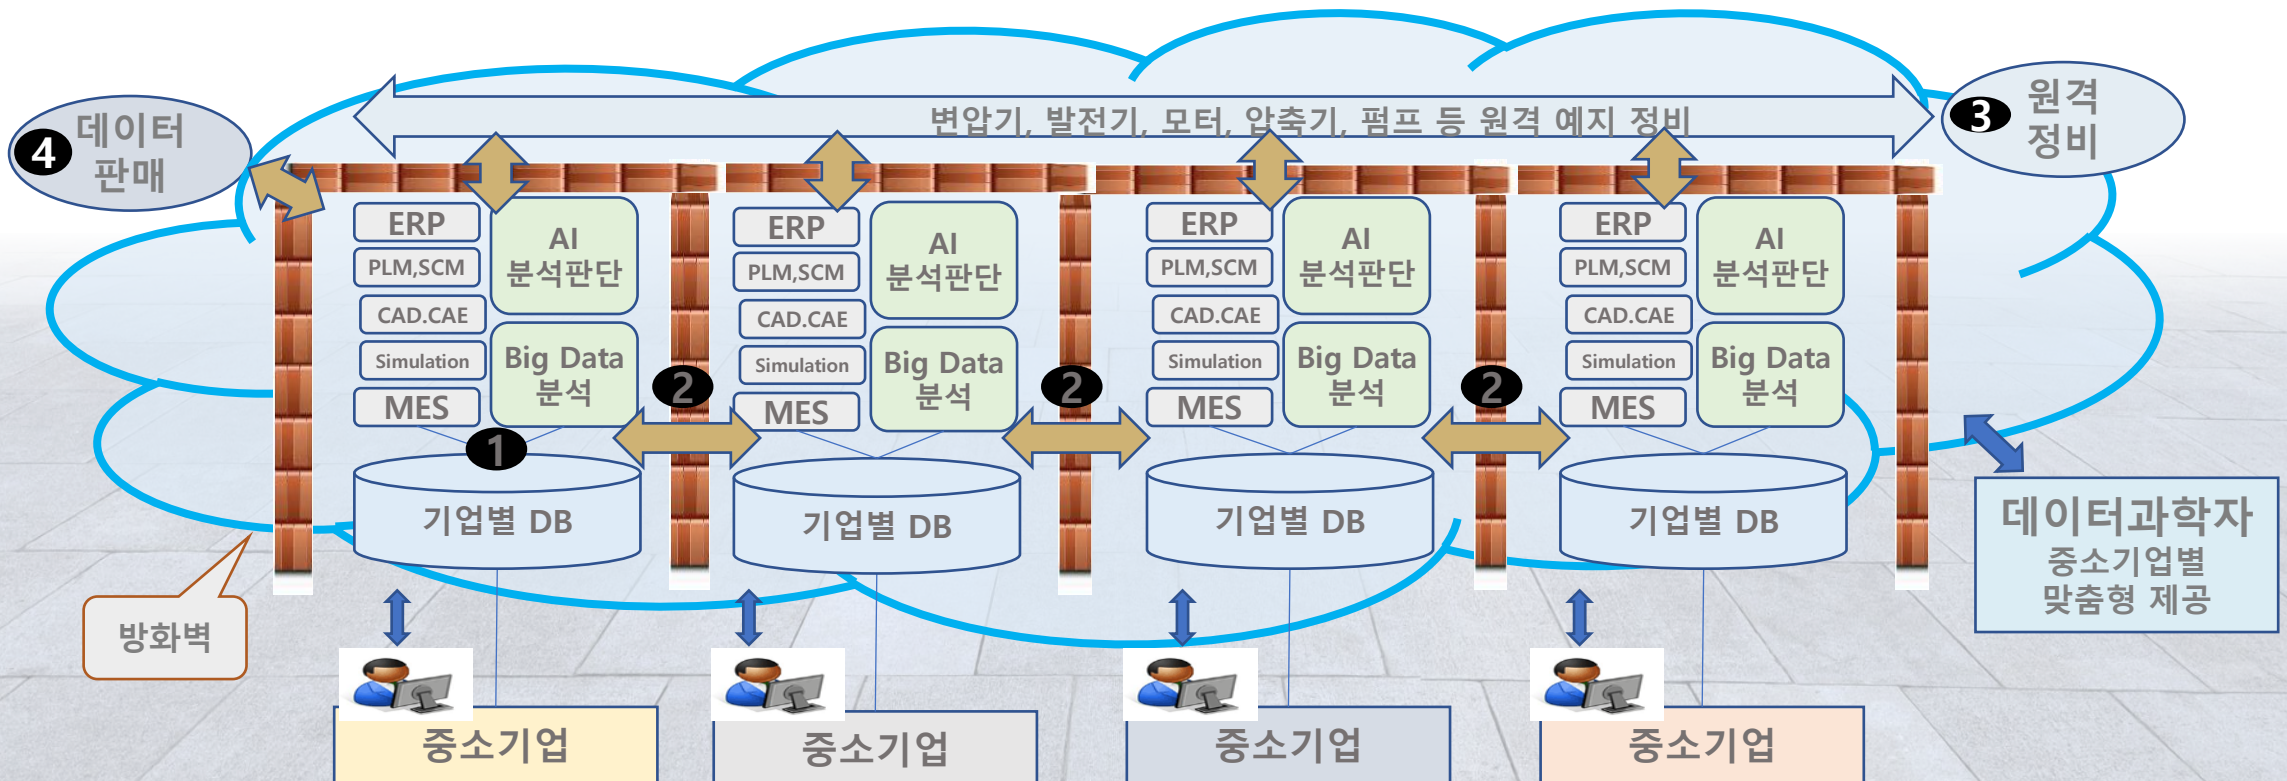 변압기, 발전기, 모터, 압축기, 펌프 등 원격 예지 정비
4 데이터
판매
3 원격
정비
ERP
PLM,SCM
CAD.CAE
Simulation
MES
AI
분석판단
Big Data
분석
1
기업별 DB
2
ERP
PLM,SCM
CAD.CAE
Simulation
MES
AI
분석판단
Big Data
분석
기업별 DB
2
ERP
PLM,SCM
CAD.CAE
Simulation
MES
AI
분석판단
Big Data
분석
기업별 DB
2
ERP
PLM,SCM
CAD.CAE
Simulation
MES
AI
분석판단
Big Data
분석
기업별 DB
데이터과학자
중소기업별
맞춤형 제공
방화벽
중소기업
중소기업
중소기업
중소기업